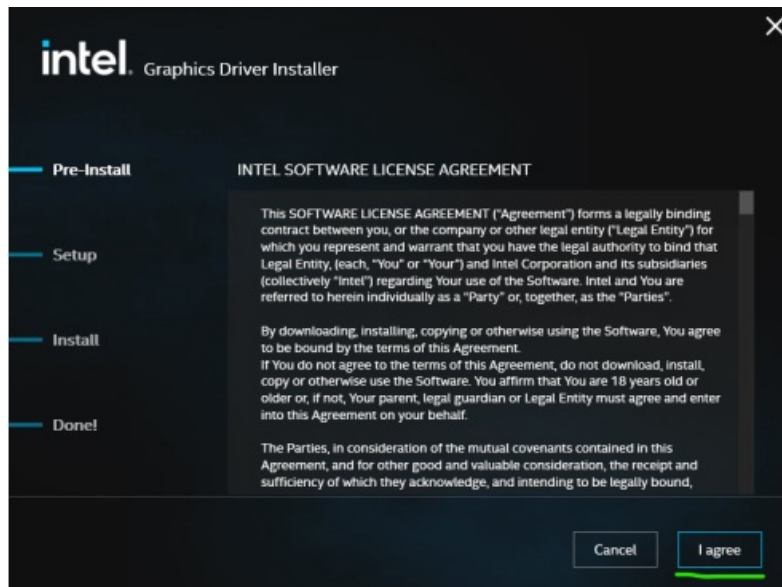 intel. Graphics Driver Installer
Pre-Install
Setup
Install
Done!
INTEL SOFTWARE LICENSE AGREEMENT
This SOFTWARE LICENSE AGREEMENT ("Agreement") forms a legally binding
contract between you, or the company or other legal entity ("Legal Entity") for
which you represent and warrant that you have the legal authority to bind that
Legal Entity, (each, "You" or "Your") and Intel Corporation and its subsidiaries
(collectively "Intel") regarding Your use of the Software. Intel and You are
referred to herein individually as a "Party" or, together, as the "Parties".
By downloading, installing, copying or otherwise using the Software, You agree
to be bound by the terms of this Agreement.
If You do not agree to the terms of this Agreement, do not download, install,
copy or otherwise use the Software. You affirm that You are 18 years old or
older or, if not, Your parent, legal guardian or Legal Entity must agree and enter
into this Agreement on your behalf.
The Parties, in consideration of the mutual covenants contained in this
Agreement, and for other good and valuable consideration, the receipt and
sufficiency of which they acknowledge, and intending to be legally bound,
Cancel
I agree